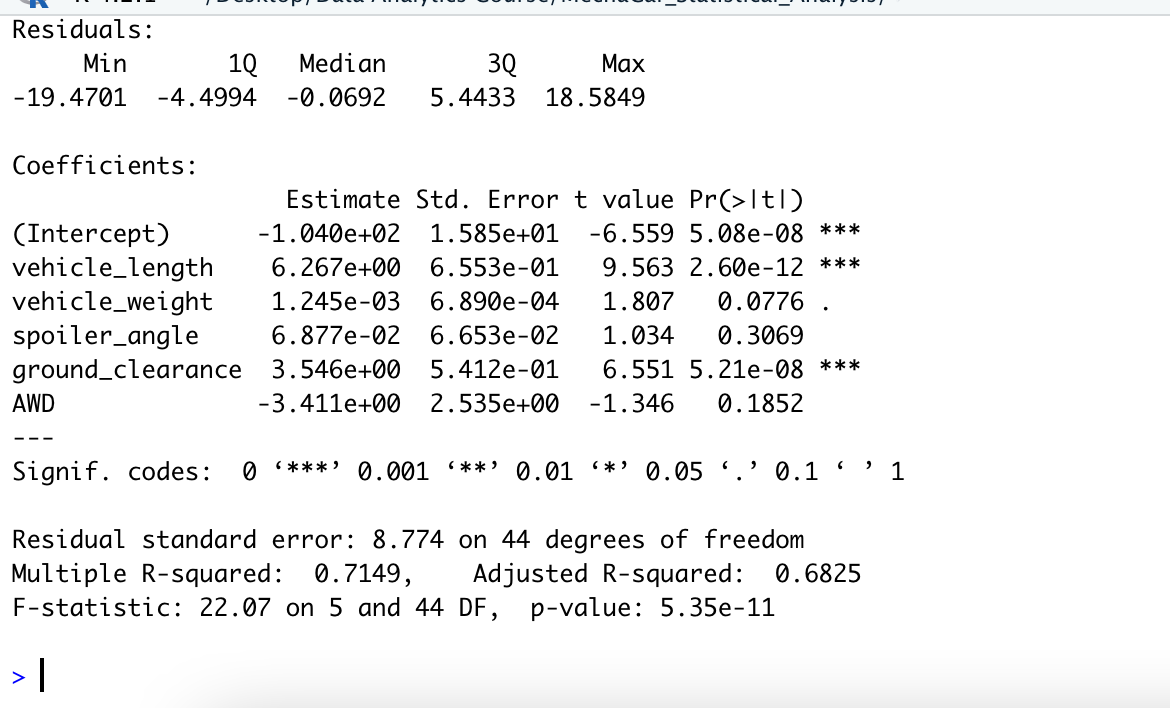 Residuals:
     Min       1Q   Median       3Q      Max
-19.4701  -4.4994  -0.0692   5.4433  18.5849

Coefficients:
                   Estimate Std. Error t value Pr(>|t|)
(Intercept)      -1.040e+02  1.585e+01  -6.559 5.08e-08 ***
vehicle_length    6.267e+00  6.553e-01   9.563 2.60e-12 ***
vehicle_weight    1.245e-03  6.890e-04   1.807   0.0776 .
spoiler_angle     6.877e-02  6.653e-02   1.034   0.3069
ground_clearance  3.546e+00  5.412e-01   6.551 5.21e-08 ***
AWD              -3.411e+00  2.535e+00  -1.346   0.1852
---
Signif. codes:  0 ‘***’ 0.001 ‘**’ 0.01 ‘*’ 0.05 ‘.’ 0.1 ‘ ’ 1

Residual standard error: 8.774 on 44 degrees of freedom
Multiple R-squared:  0.7149,    Adjusted R-squared:  0.6825
F-statistic: 22.07 on 5 and 44 DF,  p-value: 5.35e-11

>